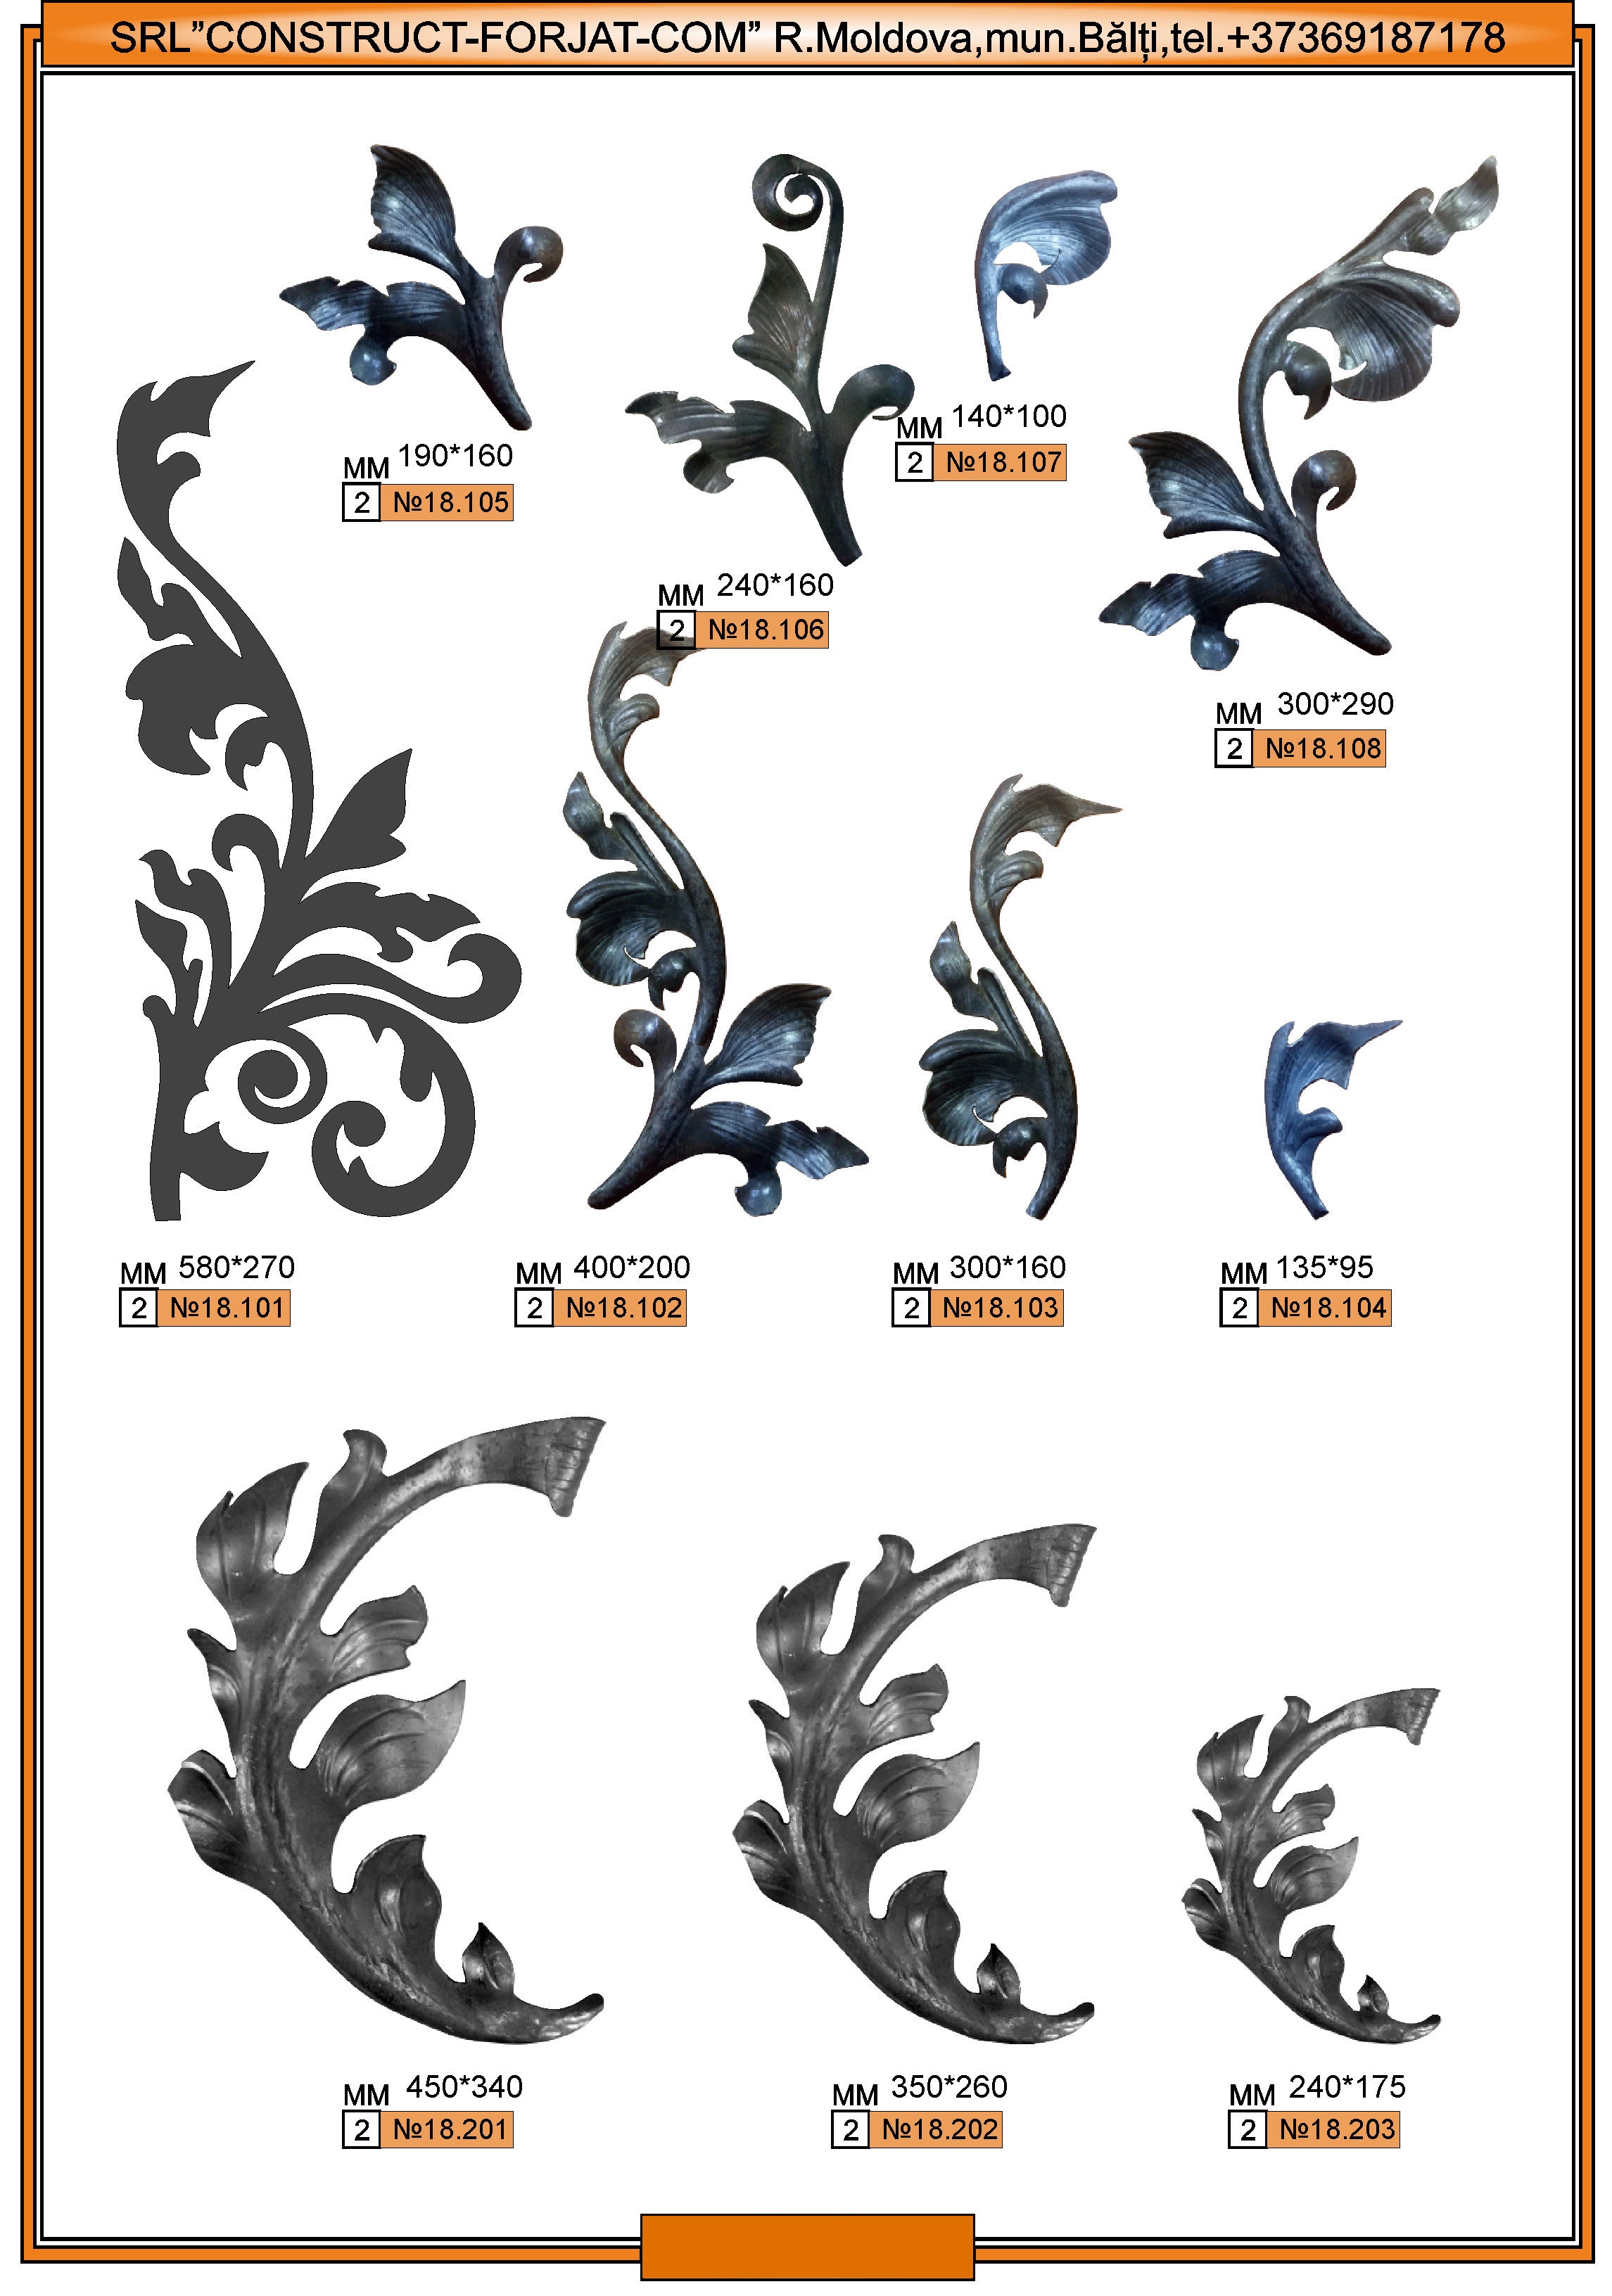 SRL”CONSTRUCT-FORJAT-COM” R.Moldova,mun.Bălți,tel.+37369187178
MM 190*160
2 №18.105
MM 140*100
2 №18.107
MM 240*160
2 №18.106
MM 300*290
2 №18.108
MM 580*270
2 №18.101
MM 400*200
2 №18.102
MM 300*160
2 №18.103
MM 135*95
2 №18.104
MM 450*340
2 №18.201
MM 350*260
2 №18.202
MM 240*175
2 №18.203